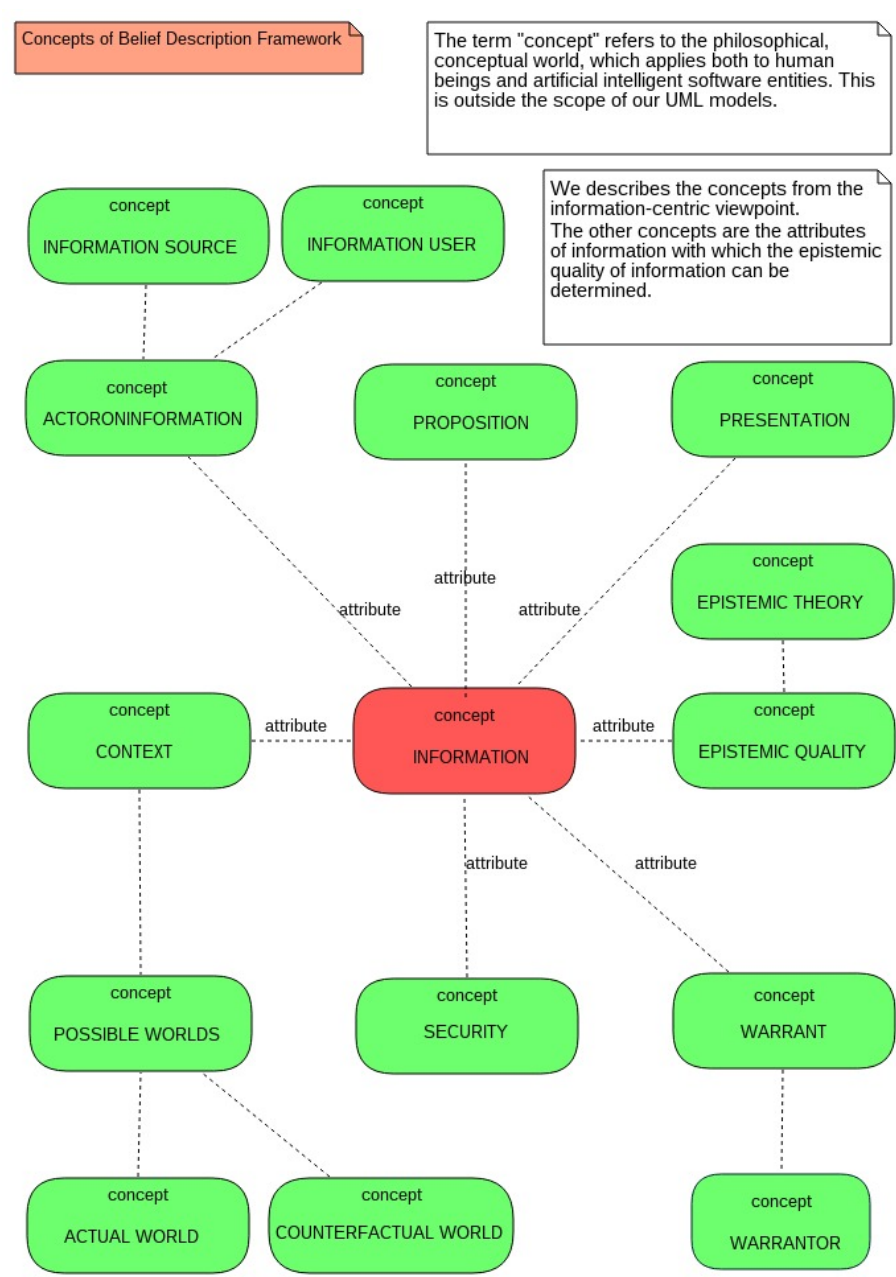 Concepts of Belief Description Framework
The term "concept" refers to the philosophical,
conceptual world, which applies both to human
beings and artificial intelligent software entities. This
is outside the scope of our UML models.
We describes the concepts from the
information-centric viewpoint.
The other concepts are the attributes
of information with which the epistemic
quality of information can be
determined.
concept
INFORMATION SOURCE
concept
INFORMATION USER
concept
ACTORONINFORMATION
concept
PROPOSITION
concept
PRESENTATION
attribute
attribute
attribute
concept
EPISTEMIC THEORY
concept
CONTEXT
attribute
concept
INFORMATION
attribute
concept
EPISTEMIC QUALITY
attribute
attribute
concept
POSSIBLE WORLDS
concept
SECURITY
concept
WARRANT
concept
ACTUAL WORLD
concept
COUNTERFACTUAL WORLD
concept
WARRANTOR